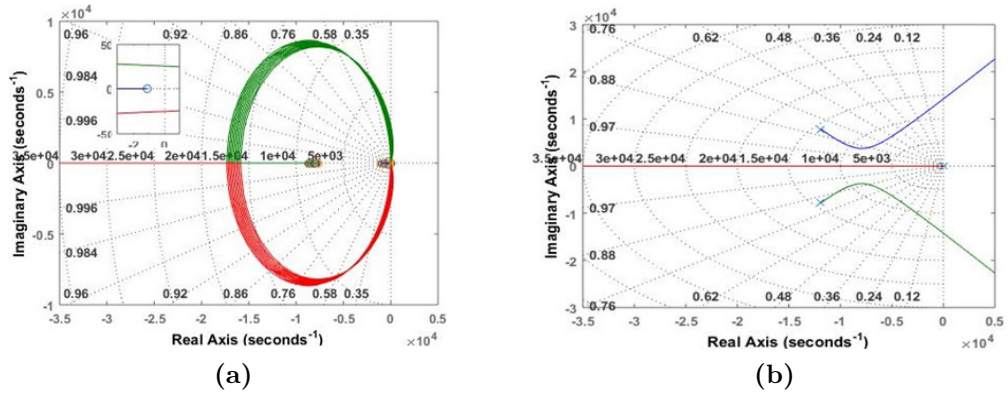 ×10⁴
1
0.5
0
-0.5
-1
0.96 0.92 0.86 0.76 0.58 0.35
0.984
0.996
0.996
0.984
0.96 0.92 0.86 0.76 0.58 0.35
50
0
-50
-2 0
3.5e+04 3e+04 2.5e+04 2e+04 1.5e+04 1e+04 5e+03
-3.5 -3 -2.5 -2 -1.5 -1 -0.5 0 0.5
×10⁴
Imaginary Axis (seconds⁻¹)
Real Axis (seconds⁻¹)
(a)
×10⁴
3
2
1
0
-1
-2
-3
0.76 0.62 0.48 0.36 0.24 0.12
0.88
0.97
3.5e+04 3e+04 2.5e+04 2e+04 1.5e+04 1e+04 5e+03
0.97
0.88
0.76 0.62 0.48 0.36 0.24 0.12
-3.5 -3 -2.5 -2 -1.5 -1 -0.5 0 0.5
×10⁴
Imaginary Axis (seconds⁻¹)
Real Axis (seconds⁻¹)
(b)